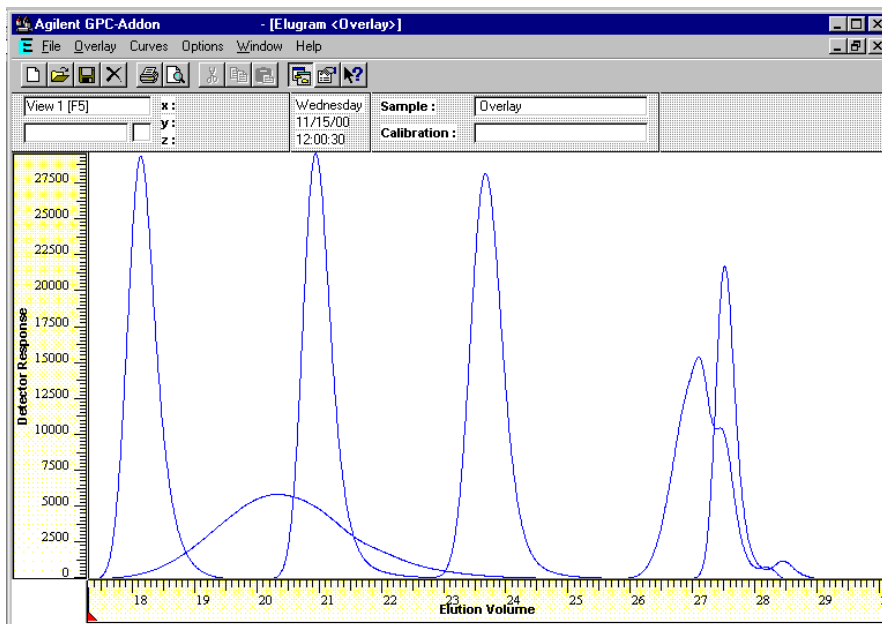 Agilent GPC-Addon - [Elugram <Overlay>]
E File Overlay Curves Options Window Help
View 1 [F5]
x :
y :
z :
Wednesday
11/15/00
12:00:30
Sample : Overlay
Calibration :
Detector Response
27500
25000
22500
20000
17500
15000
12500
10000
7500
5000
2500
0
18 19 20 21 22 23 24 25 26 27 28 29
Elution Volume